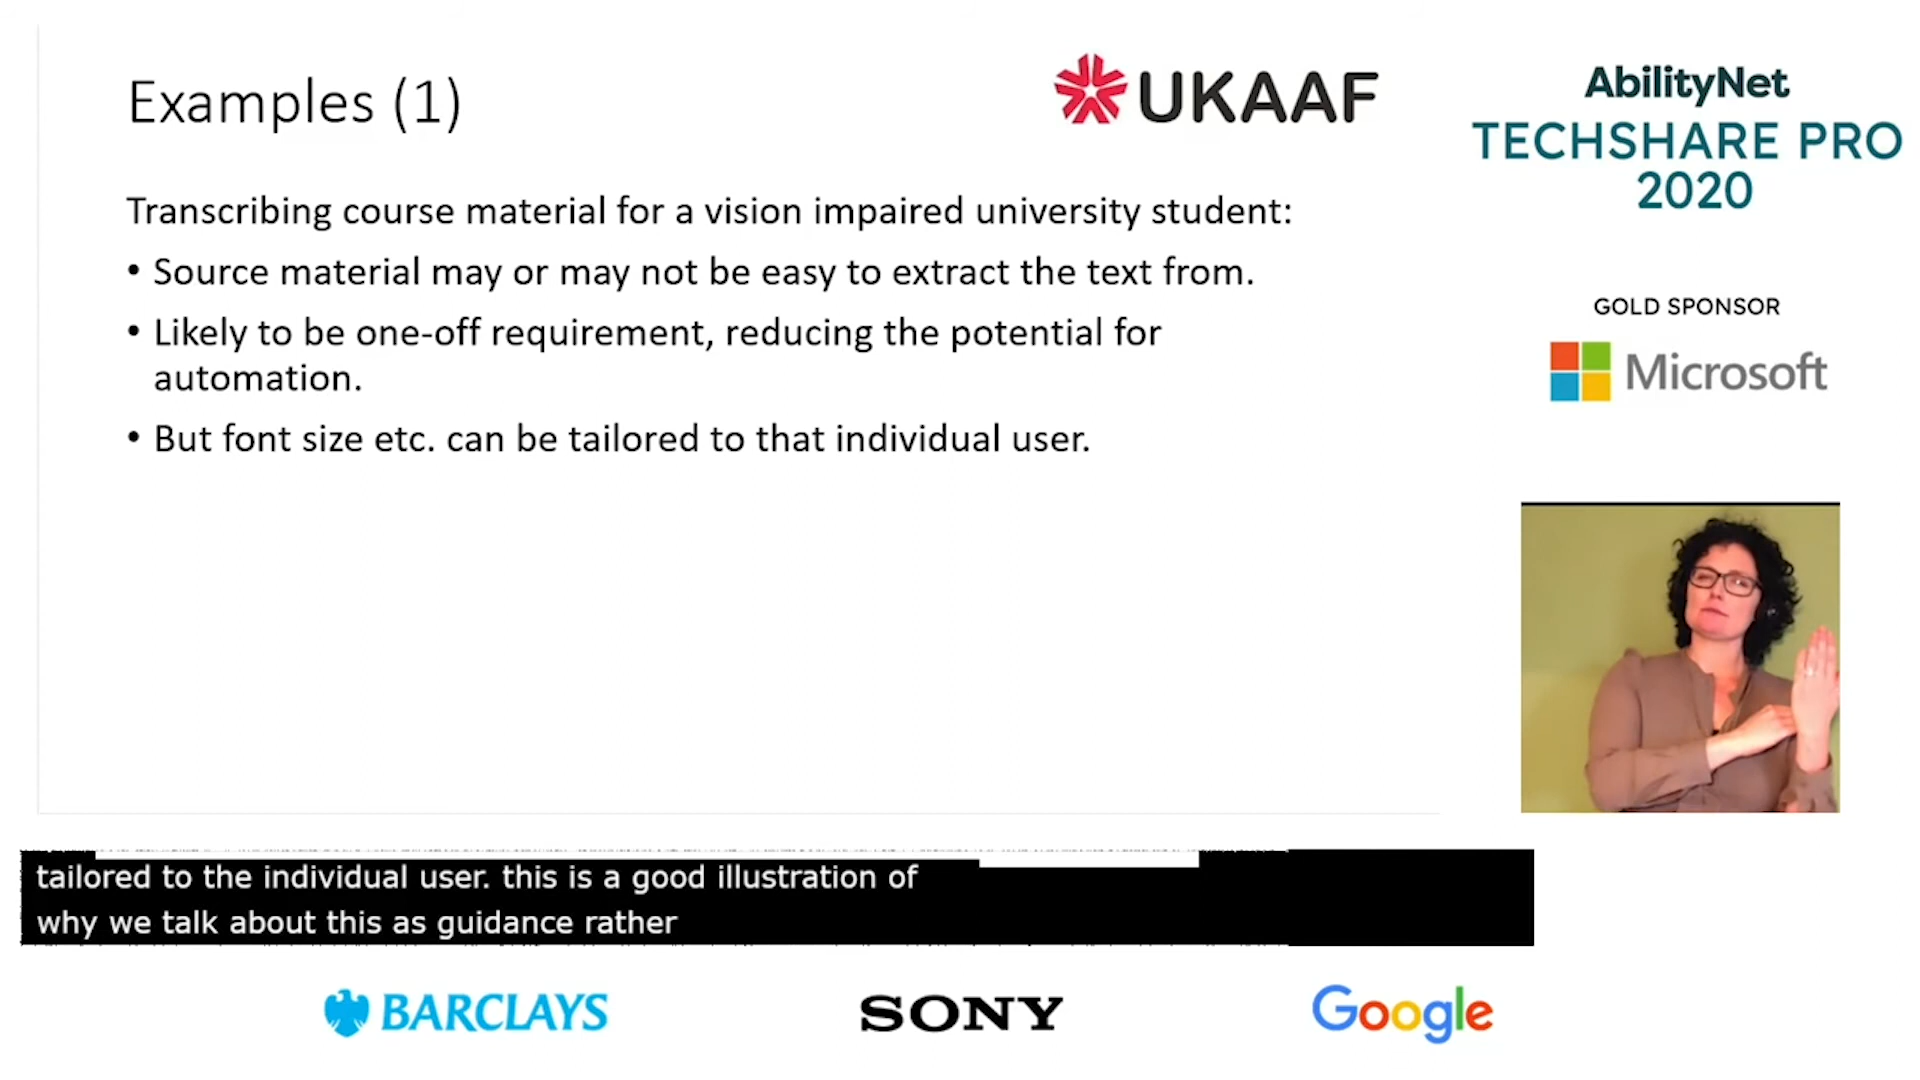 Examples (1)
UKAAF
AbilityNet
TECHSHARE PRO
2020
Transcribing course material for a vision impaired university student:
• Source material may or may not be easy to extract the text from.
• Likely to be one-off requirement, reducing the potential for
automation.
• But font size etc. can be tailored to that individual user.
GOLD SPONSOR
Microsoft
tailored to the individual user. this is a good illustration of
why we talk about this as guidance rather
BARCLAYS
SONY
Google